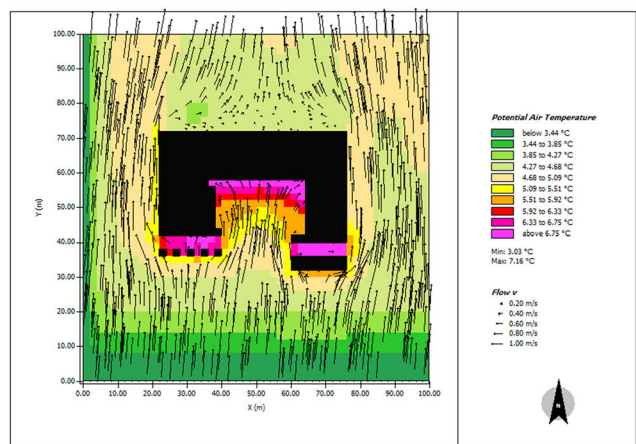 100.00
90.00
80.00
70.00
60.00
50.00
40.00
30.00
20.00
10.00
0.00
Y (m)
0.00 10.00 20.00 30.00 40.00 50.00 60.00 70.00 80.00 90.00 100.00
X (m)
Potential Air Temperature
below 3.44 °C
3.44 to 3.85 °C
3.85 to 4.27 °C
4.27 to 4.68 °C
4.68 to 5.09 °C
5.09 to 5.51 °C
5.51 to 5.92 °C
5.92 to 6.33 °C
6.33 to 6.75 °C
above 6.75 °C
Min: 3.03 °C
Max: 7.16 °C
Flow v
0.20 m/s
0.40 m/s
0.60 m/s
0.80 m/s
1.00 m/s
N